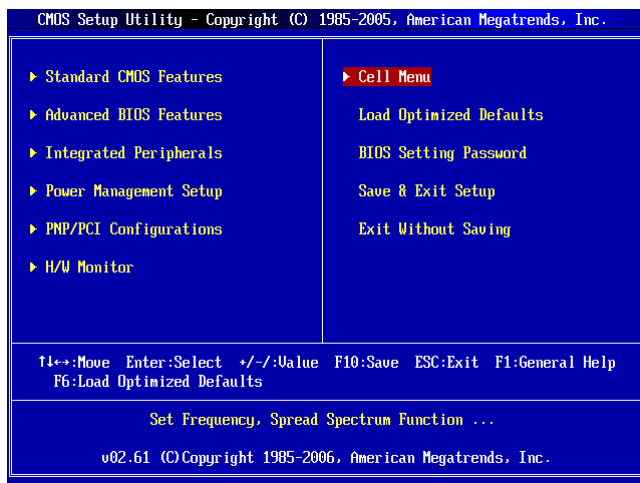 CMOS Setup Utility - Copyright (C) 1985-2005, American Megatrends, Inc.
Standard CMOS Features
Advanced BIOS Features
Integrated Peripherals
Power Management Setup
PNP/PCI Configurations
H/W Monitor
Cell Menu
Load Optimized Defaults
BIOS Setting Password
Save & Exit Setup
Exit Without Saving
↑↓←→:Move Enter:Select +/-/:Value F10:Save ESC:Exit F1:General Help
F6:Load Optimized Defaults
Set Frequency, Spread Spectrum Function ...
v02.61 (C)Copyright 1985-2006, American Megatrends, Inc.